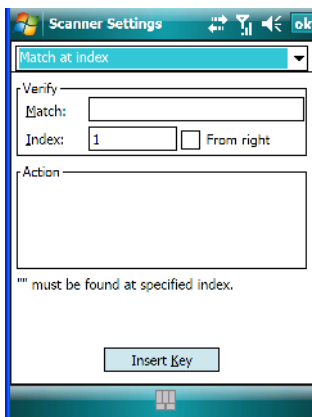 Scanner Settings ok
Match at index
Verify
Match:
Index: 1 From right
Action
"" must be found at specified index.
Insert Key